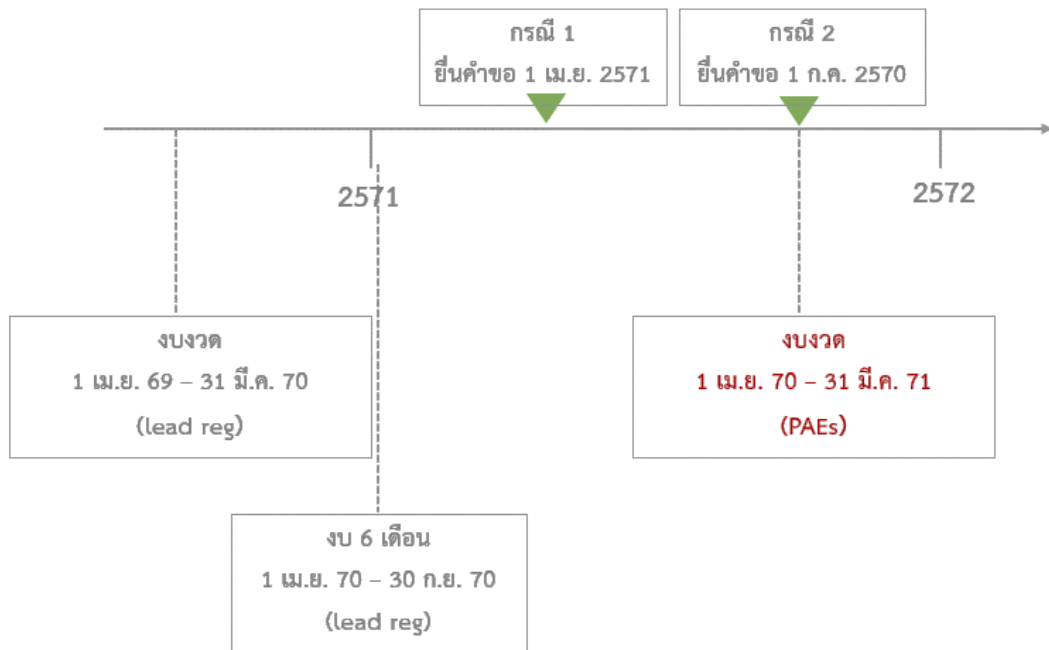 กรณี 1
ยื่นคำขอ 1 เม.ย. 2571
กรณี 2
ยื่นคำขอ 1 ก.ค. 2570
2571
2572
งบงวด
1 เม.ย. 69 – 31 มี.ค. 70
(lead reg)
งบงวด
1 เม.ย. 70 – 31 มี.ค. 71
(PAEs)
งบ 6 เดือน
1 เม.ย. 70 – 30 ก.ย. 70
(lead reg)